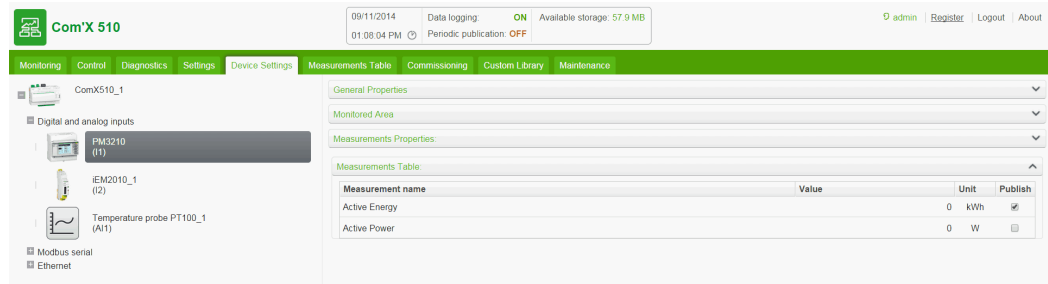 Com'X 510
09/11/2014
01:08:04 PM
Data logging: ON Available storage: 57.9 MB
Periodic publication: OFF
admin Register Logout About
Monitoring Control Diagnostics Settings Device Settings Measurements Table Commissioning Custom Library Maintenance
ComX510_1
Digital and analog inputs
PM3210
(I1)
iEM2010_1
(I2)
Temperature probe PT100_1
(AI1)
Modbus serial
Ethernet
General Properties
Monitored Area
Measurements Properties:
Measurements Table:
Measurement name Value Unit Publish
Active Energy 0 kWh
Active Power 0 W